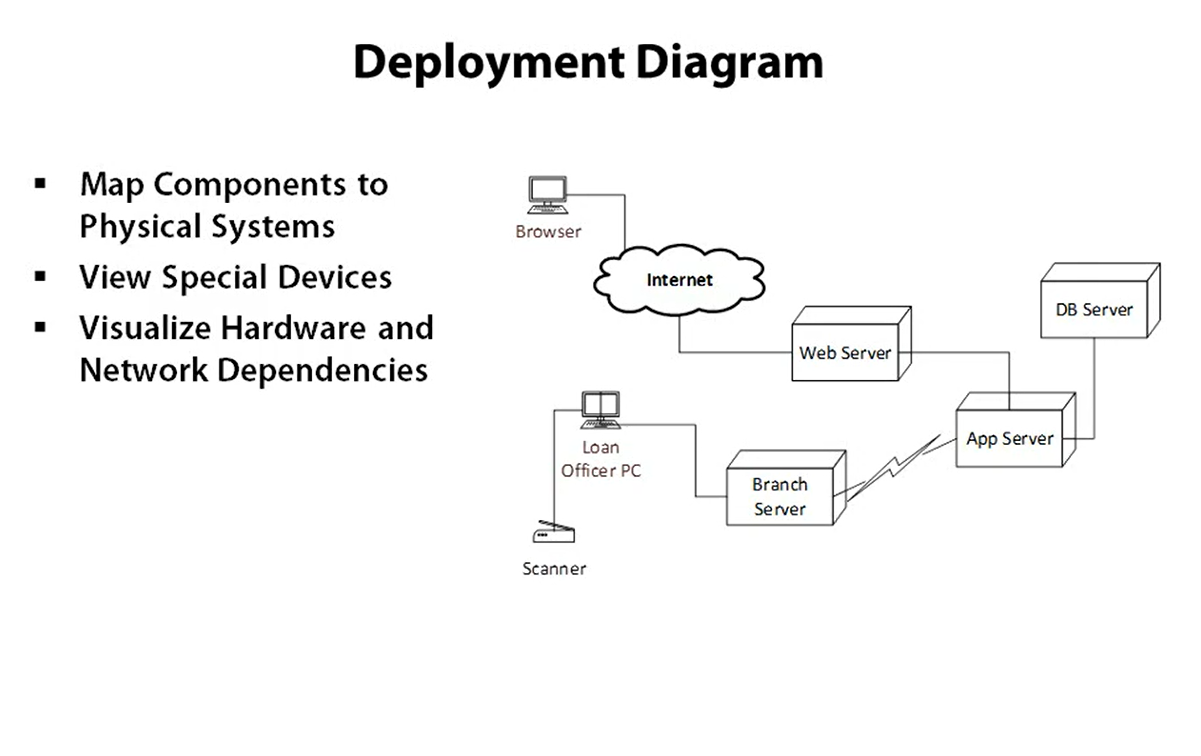 Deployment Diagram
▪ Map Components to
Physical Systems
▪ View Special Devices
▪ Visualize Hardware and
Network Dependencies
Browser
Internet
DB Server
Web Server
App Server
Loan
Officer PC
Branch
Server
Scanner